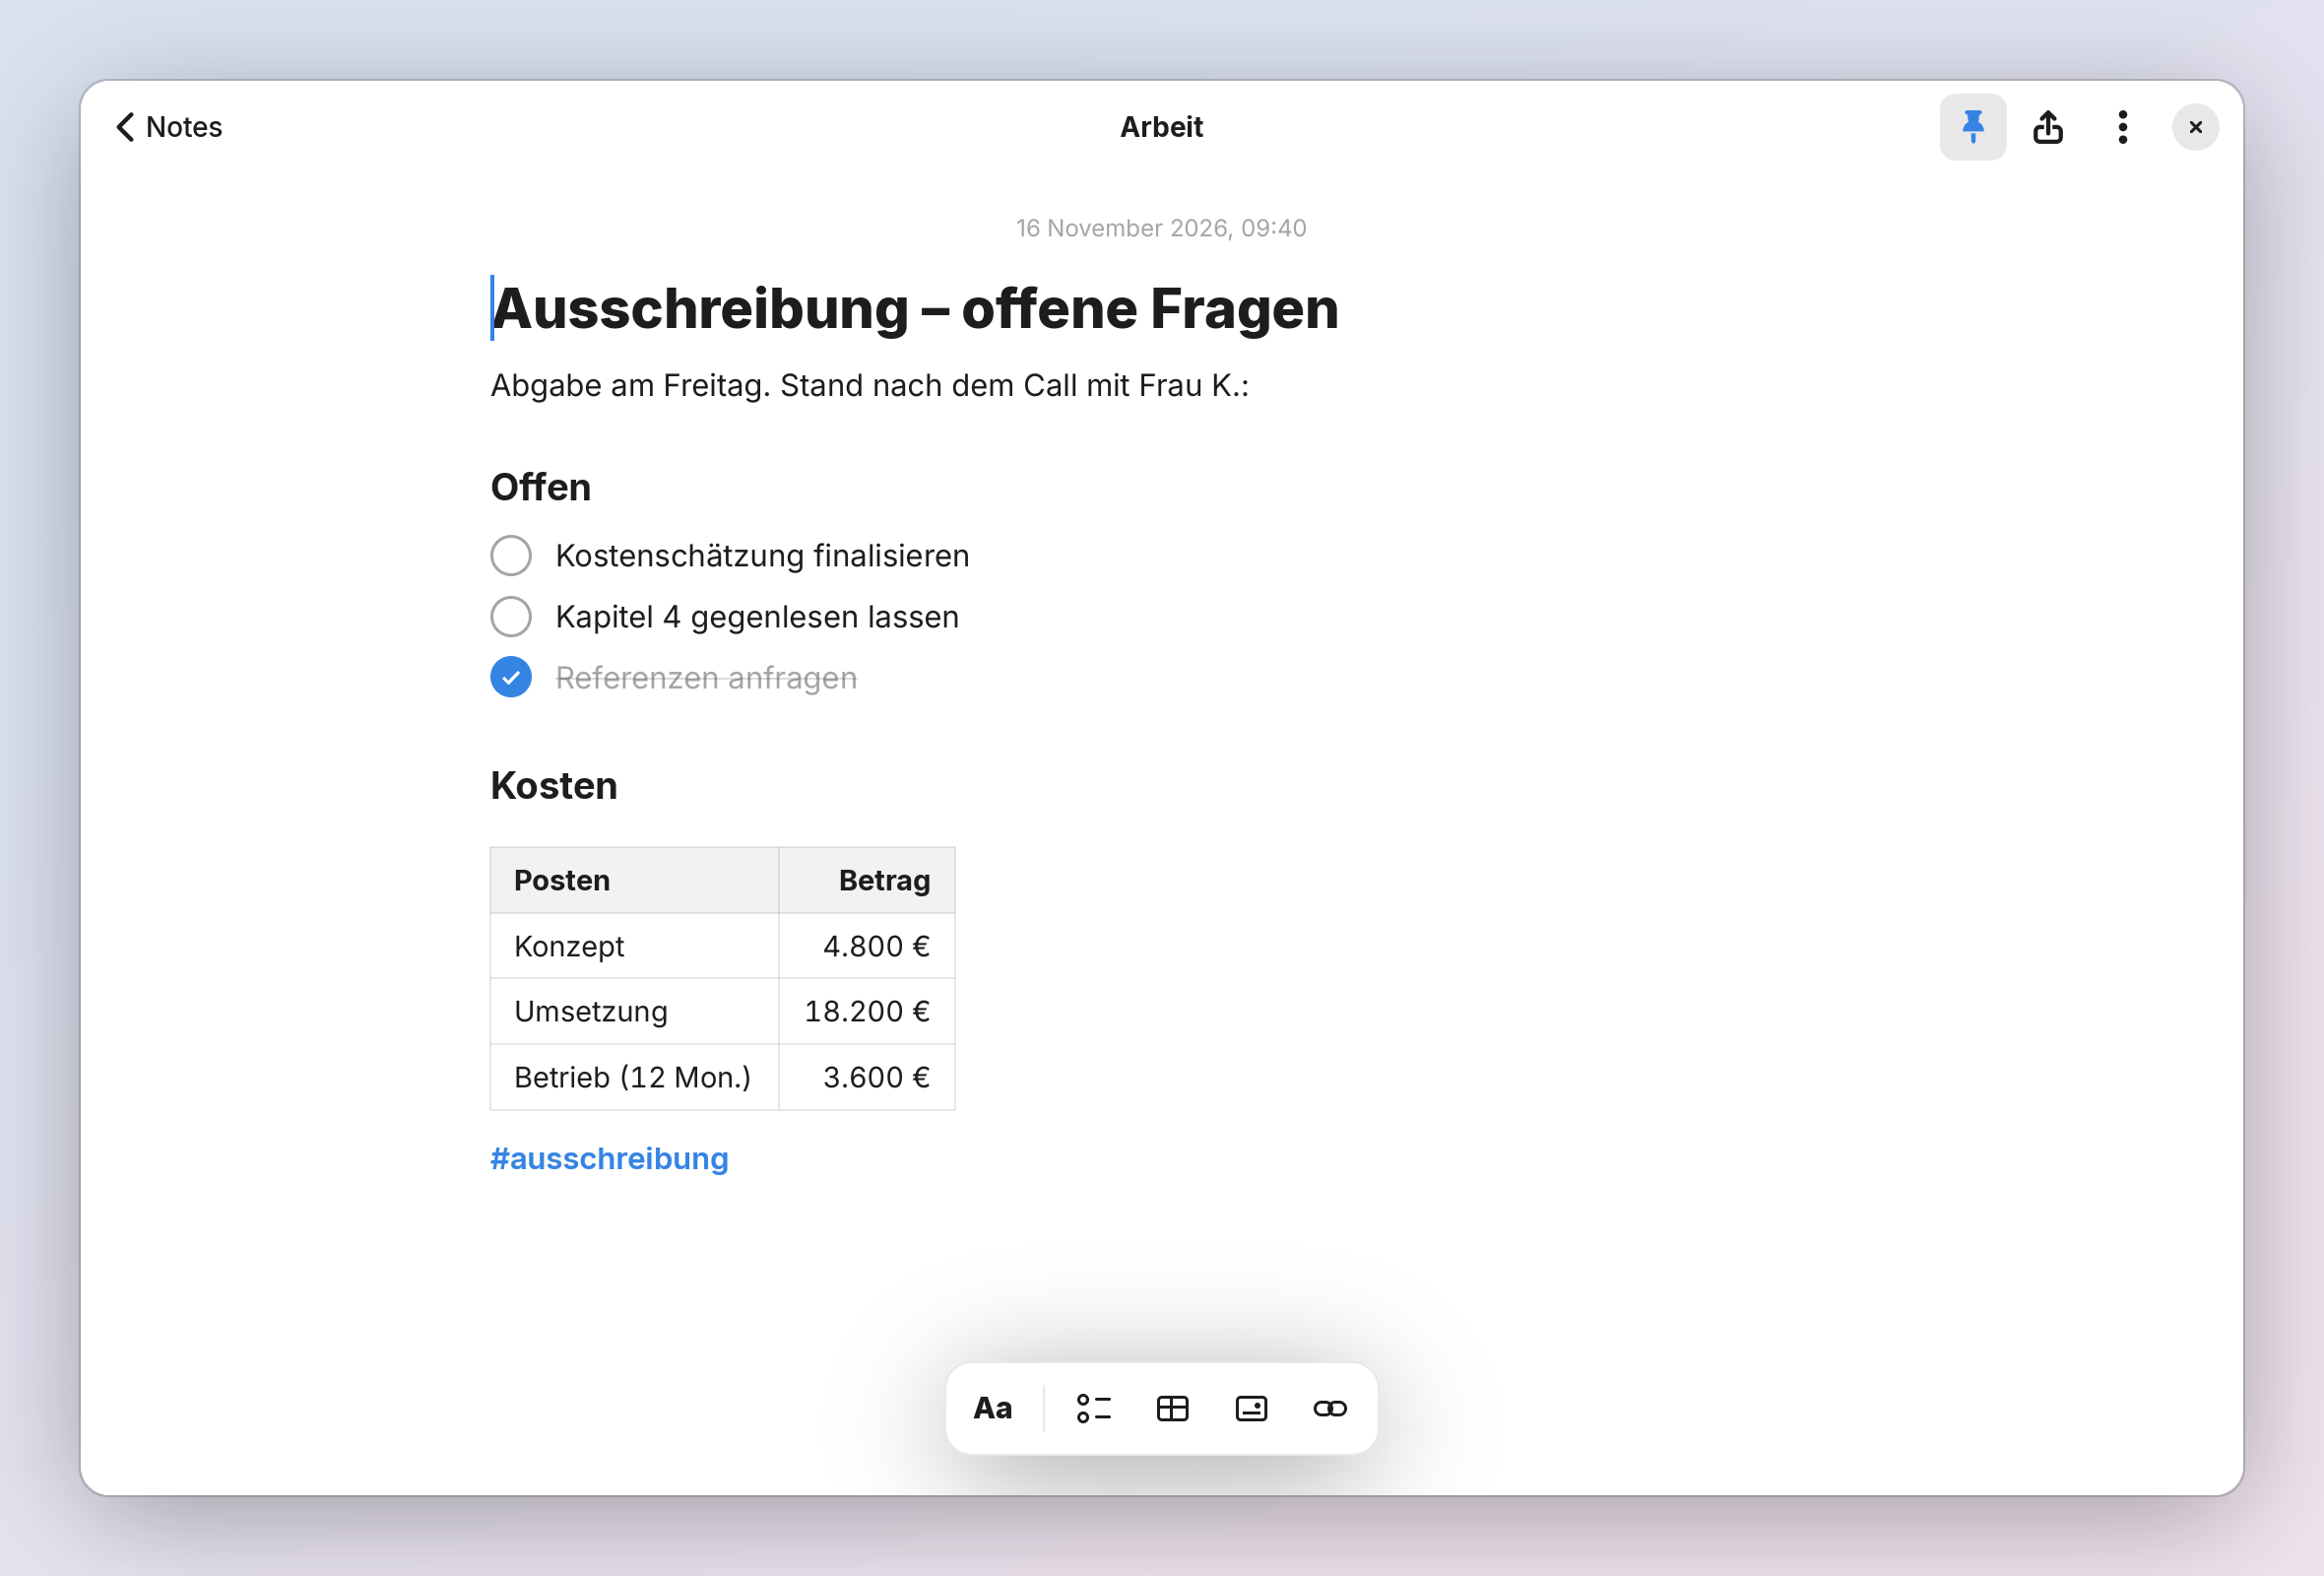 Notes
Arbeit
16 November 2026, 09:40
Ausschreibung – offene Fragen
Abgabe am Freitag. Stand nach dem Call mit Frau K.:
Offen
Kostenschätzung finalisieren
Kapitel 4 gegenlesen lassen
Referenzen anfragen
Kosten
Posten Betrag
Konzept 4.800 €
Umsetzung 18.200 €
Betrieb (12 Mon.) 3.600 €
#ausschreibung
Aa